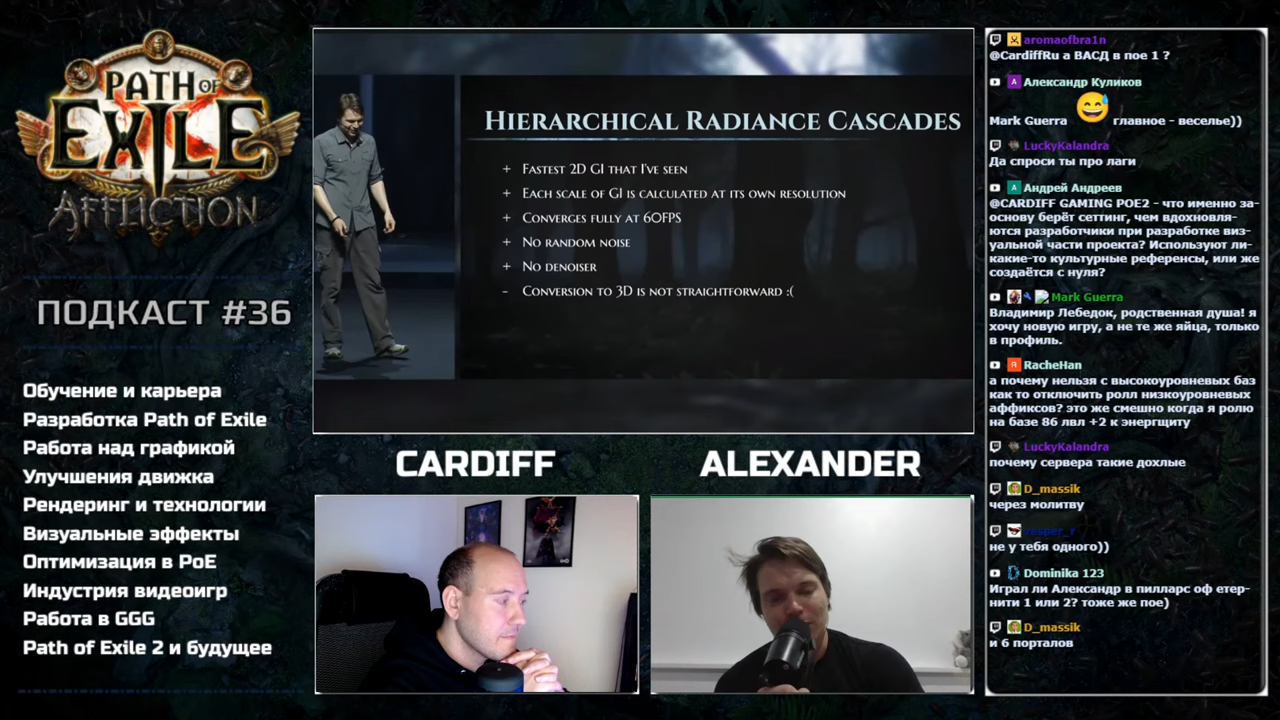 PATH OF
EXILE
AFFLICTION
ПОДКАСТ #36
Обучение и карьера
Разработка Path of Exile
Работа над графикой
Улучшения движка
Рендеринг и технологии
Визуальные эффекты
Оптимизация в PoE
Индустрия видеоигр
Работа в GGG
Path of Exile 2 и будущее
Hierarchical Radiance Cascades
+ Fastest 2D GI that I've seen
+ Each scale of GI is calculated at its own resolution
+ Converges fully at 60FPS
+ No random noise
+ No denoiser
- Conversion to 3D is not straightforward :(
CARDIFF
ALEXANDER
aromaofbra1n
@CardiffRu а ВАСД в пое 1 ?
Александр Куликов
Mark Guerra 😅 главное - веселье))
LuckyKalandra
Да спроси ты про лаги
Андрей Андреев
@CARDIFF GAMING POE2 - что именно за-
основу берёт сеттинг, чем вдохновля-
ются разработчики при разработке виз-
уальной части проекта? Используют ли-
какие-то культурные референсы, или же
создаётся с нуля?
Mark Guerra
Владимир Лебедок, родственная душа! я
хочу новую игру, а не те же яйца, только
в профиль.
RacheHan
а почему нельзя с высокоуровневых баз
как то отключить ролл низкоуровневых
аффиксов? это же смешно когда я ролю
на базе 86 лвл +2 к энергщиту
LuckyKalandra
почему сервера такие дохлые
D_massik
через молитву
vesper_r
не у тебя одного))
Dominika 123
Играл ли Александр в пилларс оф етер-
нити 1 или 2? тоже же пое)
D_massik
и 6 порталов